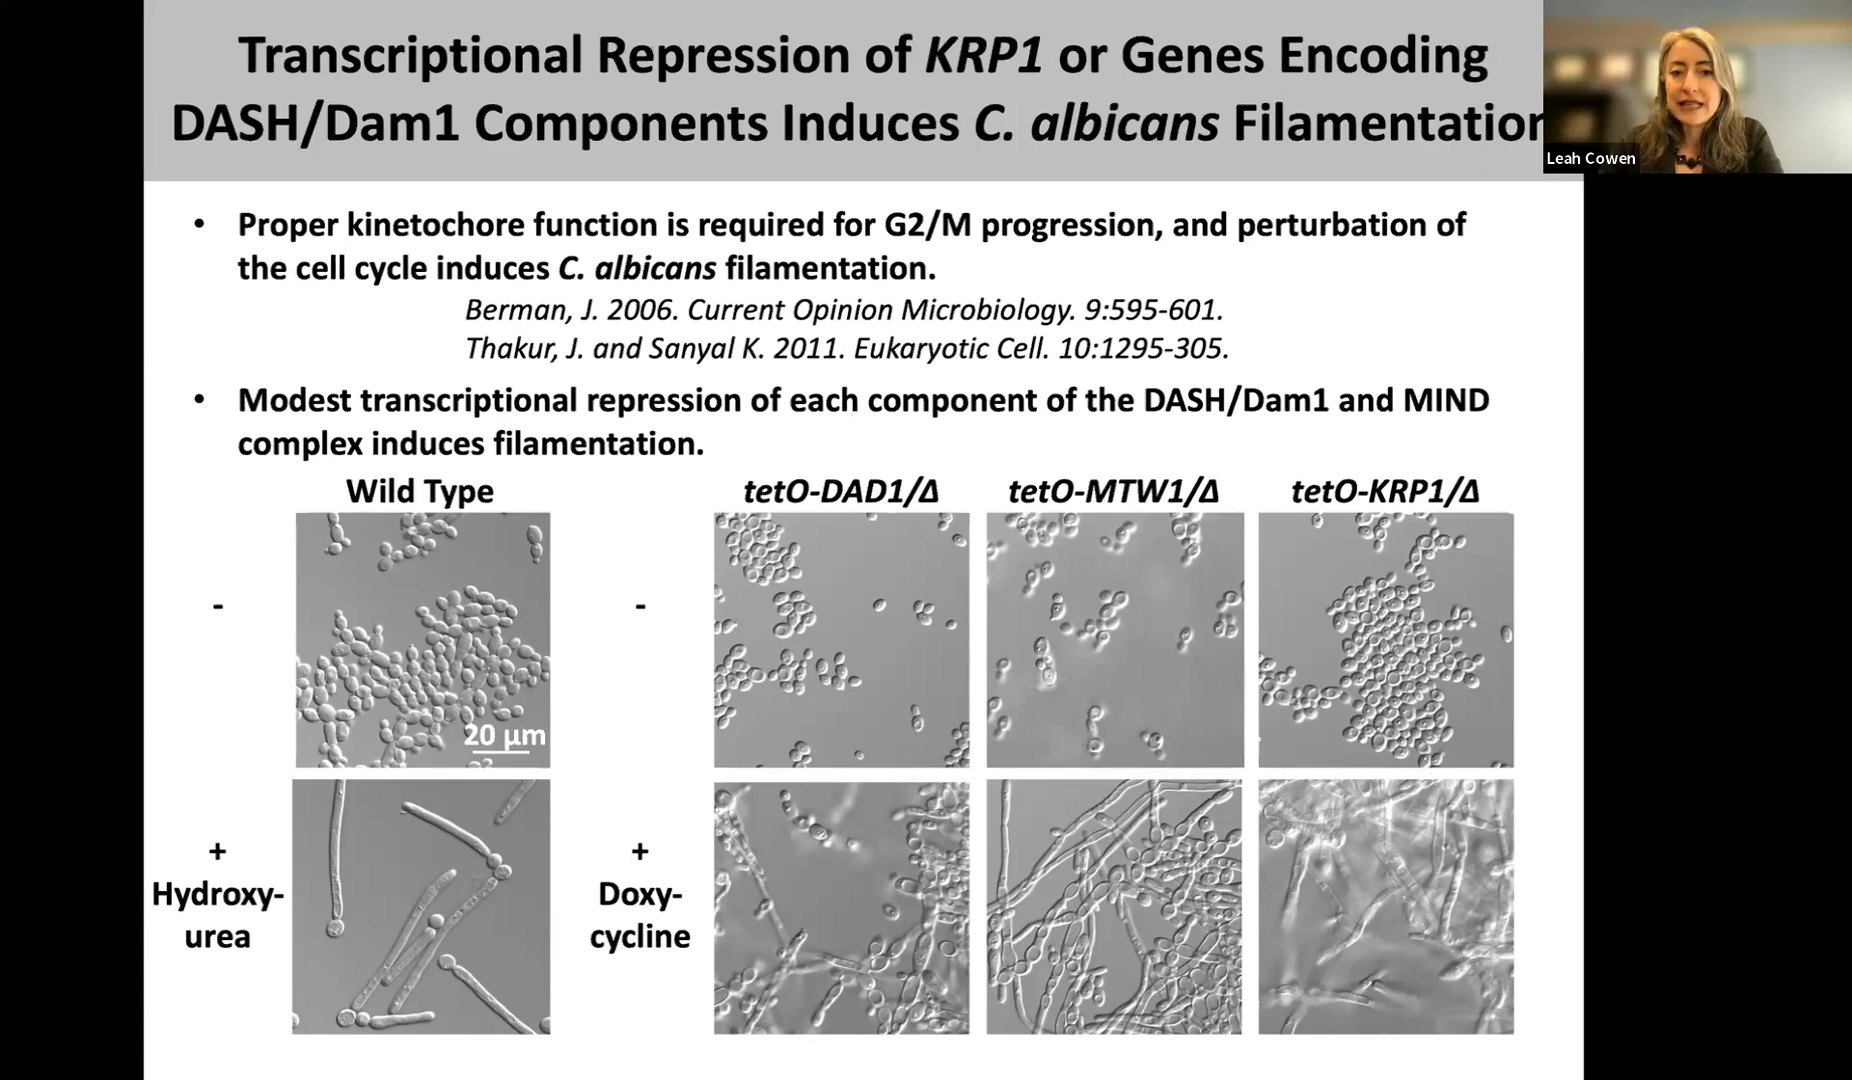 Transcriptional Repression of KRP1 or Genes Encoding
DASH/Dam1 Components Induces C. albicans Filamentation
Leah Cowen
• Proper kinetochore function is required for G2/M progression, and perturbation of
the cell cycle induces C. albicans filamentation.
Berman, J. 2006. Current Opinion Microbiology. 9:595-601.
Thakur, J. and Sanyal K. 2011. Eukaryotic Cell. 10:1295-305.
• Modest transcriptional repression of each component of the DASH/Dam1 and MIND
complex induces filamentation.
Wild Type
tetO-DAD1/Δ
tetO-MTW1/Δ
tetO-KRP1/Δ
-
-
20 µm
+
Hydroxy-
urea
+
Doxy-
cycline